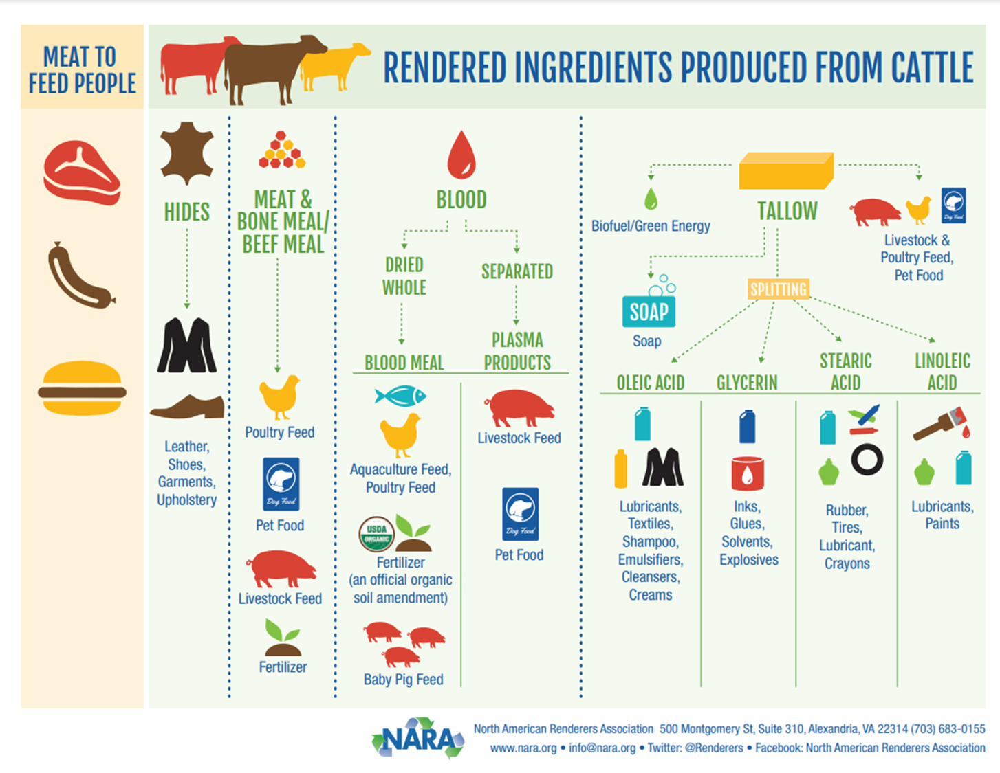 MEAT TO
FEED PEOPLE
RENDERED INGREDIENTS PRODUCED FROM CATTLE
HIDES
Leather,
Shoes,
Garments,
Upholstery
MEAT &
BONE MEAL/
BEEF MEAL
Poultry Feed
Dog Food
Pet Food
Livestock Feed
Fertilizer
BLOOD
DRIED
WHOLE
BLOOD MEAL
Aquaculture Feed,
Poultry Feed
USDA
ORGANIC
Fertilizer
(an official organic
soil amendment)
Baby Pig Feed
SEPARATED
PLASMA
PRODUCTS
Livestock Feed
Dog Food
Pet Food
TALLOW
Biofuel/Green Energy
Dog Food
Livestock &
Poultry Feed,
Pet Food
SOAP
Soap
SPLITTING
OLEIC ACID
Lubricants,
Textiles,
Shampoo,
Emulsifiers,
Cleansers,
Creams
GLYCERIN
Inks,
Glues,
Solvents,
Explosives
STEARIC
ACID
Rubber,
Tires,
Lubricant,
Crayons
LINOLEIC
ACID
Lubricants,
Paints
NARA
North American Renderers Association 500 Montgomery St, Suite 310, Alexandria, VA 22314 (703) 683-0155
www.nara.org • info@nara.org • Twitter: @Renderers • Facebook: North American Renderers Association